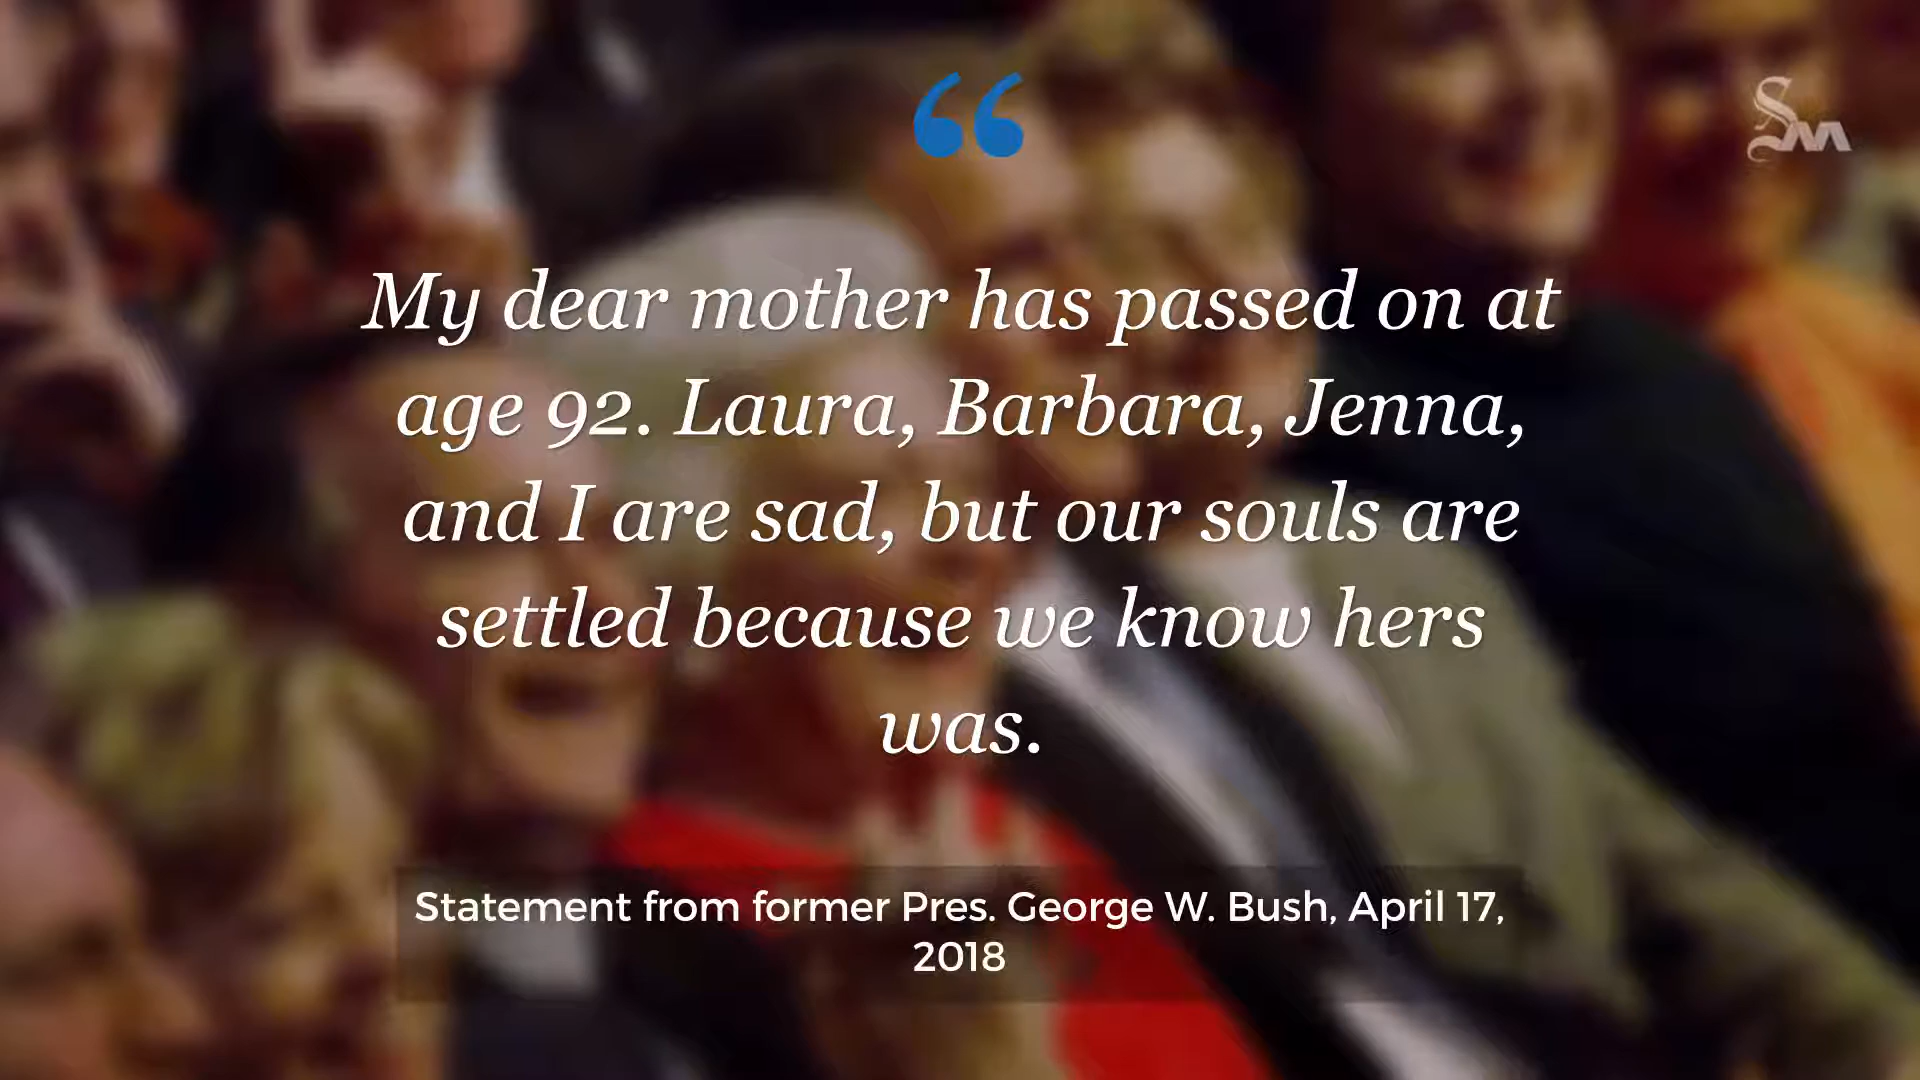 “
My dear mother has passed on at
age 92. Laura, Barbara, Jenna,
and I are sad, but our souls are
settled because we know hers
was.
Statement from former Pres. George W. Bush, April 17,
2018
Sm